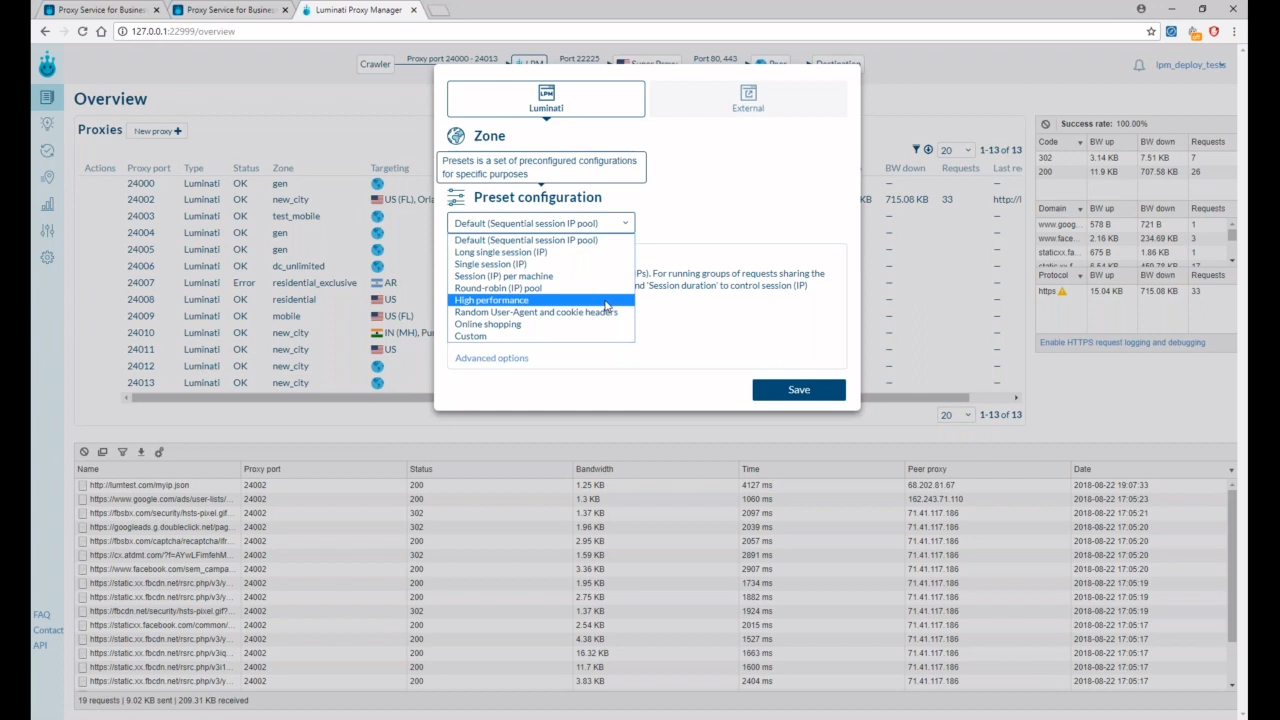 Proxy Service for Busines
Proxy Service for Busines
Luminati Proxy Manager
127.0.0.1:22999/overview
Crawler
Proxy port 24000 - 24013
LPM
Port 22225
Port 80, 443
lpm_deploy_test
Overview
Proxies
New proxy +
20
1-13 of 13
Actions Proxy port Type Status Zone Targeting BW down Requests Last re
24000 Luminati OK gen – –
24002 Luminati OK new_city US (FL), Orla KB 715.08 KB 33 http://l
24003 Luminati OK test_mobile – –
24004 Luminati OK gen – –
24005 Luminati OK gen – –
24006 Luminati OK dc_unlimited – –
24007 Luminati Error residential_exclusive AR – –
24008 Luminati OK residential US – –
24009 Luminati OK mobile US (FL) – –
24010 Luminati OK new_city IN (MH), Pu – –
24011 Luminati OK new_city US – –
24012 Luminati OK new_city – –
24013 Luminati OK new_city – –
20
1-13 of 13
LPM
Luminati
External
Zone
Presets is a set of preconfigured configurations
for specific purposes
Preset configuration
Default (Sequential session IP pool)
Default (Sequential session IP pool)
Long single session (IP)
Single session (IP)
Session (IP) per machine
Round-robin (IP) pool
High performance
Random User-Agent and cookie headers
Online shopping
Custom
Ps). For running groups of requests sharing the
nd 'Session duration' to control session (IP)
Advanced options
Save
Success rate: 100.00%
Code BW up BW down Requests
302 3.14 KB 7.51 KB 7
200 11.9 KB 707.58 KB 26
Domain BW up BW down Requests
www.goog... 578 B 721 B 1
www.face... 2.16 KB 234.69 KB 3
staticxx.fa... 675 B 1.86 KB 1
Protocol BW up BW down Requests
https 15.04 KB 715.08 KB 33
Enable HTTPS request logging and debugging
Name Proxy port Status Bandwidth Time Peer proxy Date
http://lumtest.com/myip.json 24002 200 1.25 KB 4127 ms 68.202.81.67 2018-08-22 19:07:33
https://www.google.com/ads/user-lists/... 24002 200 1.3 KB 1060 ms 162.243.71.110 2018-08-22 17:05:23
https://fbsbx.com/security/hsts-pixel.gif... 24002 302 1.37 KB 2097 ms 71.41.117.186 2018-08-22 17:05:21
https://googleads.g.doubleclick.net/pag... 24002 302 1.96 KB 2039 ms 71.41.117.186 2018-08-22 17:05:20
https://fbsbx.com/captcha/recaptcha/ifr... 24002 200 2.95 KB 2057 ms 71.41.117.186 2018-08-22 17:05:20
https://cx.atdmt.com/?f=AYwLFimfehM... 24002 302 1.59 KB 2891 ms 71.41.117.186 2018-08-22 17:05:20
https://www.facebook.com/sem_campa... 24002 200 3.36 KB 2907 ms 71.41.117.186 2018-08-22 17:05:20
https://static.xx.fbcdn.net/rsrc.php/v3/y... 24002 200 1.95 KB 1734 ms 71.41.117.186 2018-08-22 17:05:19
https://static.xx.fbcdn.net/rsrc.php/v3/y... 24002 200 2.75 KB 1882 ms 71.41.117.186 2018-08-22 17:05:19
https://fbcdn.net/security/hsts-pixel.gif?... 24002 302 1.37 KB 1924 ms 71.41.117.186 2018-08-22 17:05:19
https://staticxx.facebook.com/common/... 24002 200 2.54 KB 2015 ms 71.41.117.186 2018-08-22 17:05:19
https://static.xx.fbcdn.net/rsrc.php/v3/y... 24002 200 4.38 KB 1527 ms 71.41.117.186 2018-08-22 17:05:19
https://static.xx.fbcdn.net/rsrc.php/v3iq... 24002 200 16.32 KB 1663 ms 71.41.117.186 2018-08-22 17:05:17
https://static.xx.fbcdn.net/rsrc.php/v3i1... 24002 200 11.7 KB 1600 ms 71.41.117.186 2018-08-22 17:05:17
https://static.xx.fbcdn.net/rsrc.php/v3/y... 24002 200 3.83 KB 2404 ms 71.41.117.186 2018-08-22 17:05:17
19 requests | 9.02 KB sent | 209.31 KB received
FAQ
Contact
API